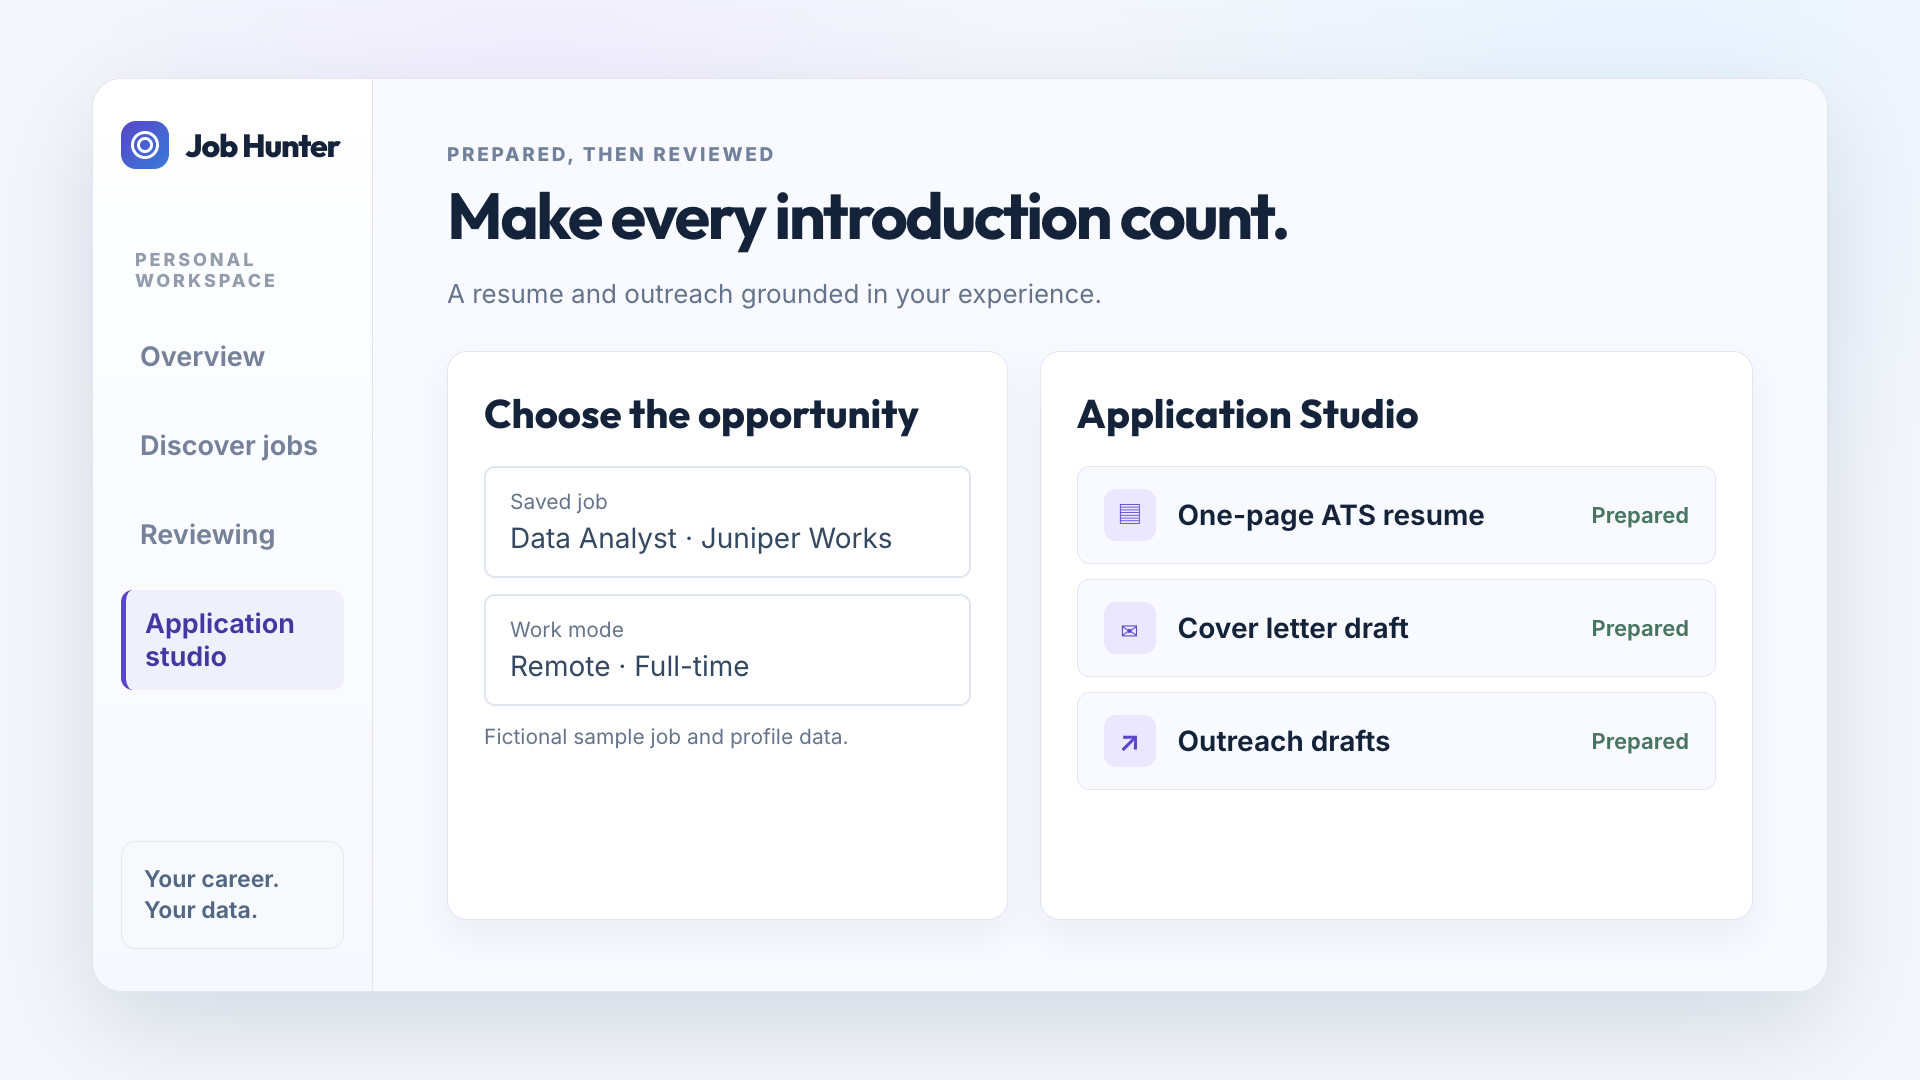 Job Hunter
PERSONAL
WORKSPACE
Overview
Discover jobs
Reviewing
Application
studio
Your career.
Your data.
PREPARED, THEN REVIEWED
Make every introduction count.
A resume and outreach grounded in your experience.
Choose the opportunity
Saved job
Data Analyst · Juniper Works
Work mode
Remote · Full-time
Fictional sample job and profile data.
Application Studio
One-page ATS resume
Prepared
Cover letter draft
Prepared
Outreach drafts
Prepared